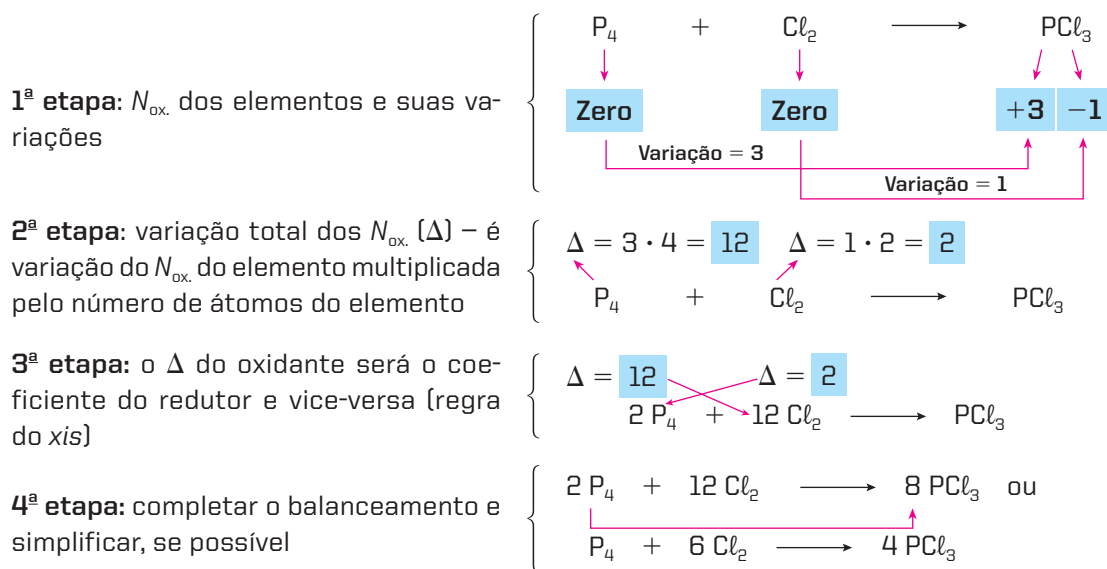 P₄ + Cℓ₂ ⟶ PCℓ₃
1ª etapa: Nox. dos elementos e suas va-
riações
Zero Zero +3 −1
Variação = 3
Variação = 1
2ª etapa: variação total dos Nox. (Δ) – é
variação do Nox. do elemento multiplicada
pelo número de átomos do elemento
Δ = 3 · 4 = 12 Δ = 1 · 2 = 2
P₄ + Cℓ₂ ⟶ PCℓ₃
3ª etapa: o Δ do oxidante será o coe-
ficiente do redutor e vice-versa (regra
do xis)
Δ = 12 Δ = 2
2 P₄ + 12 Cℓ₂ ⟶ PCℓ₃
4ª etapa: completar o balanceamento e
simplificar, se possível
2 P₄ + 12 Cℓ₂ ⟶ 8 PCℓ₃ ou
P₄ + 6 Cℓ₂ ⟶ 4 PCℓ₃